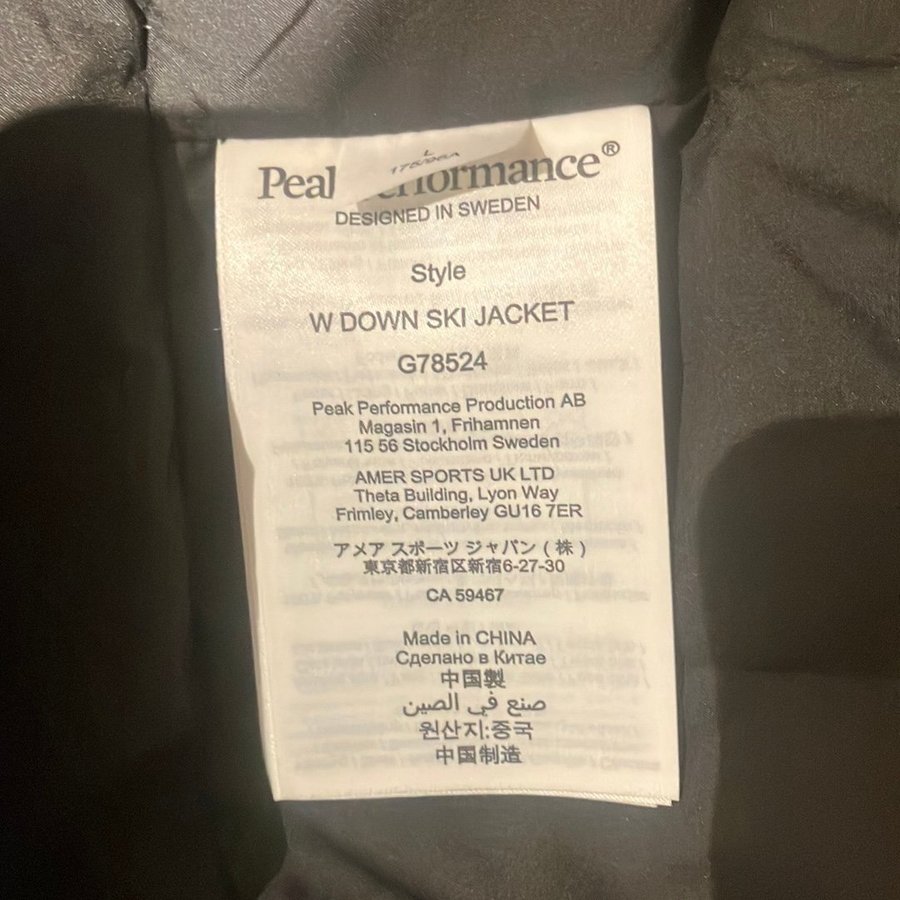 L
175/96A
Peak Performance®
DESIGNED IN SWEDEN
Style
W DOWN SKI JACKET
G78524
Peak Performance Production AB
Magasin 1, Frihamnen
115 56 Stockholm Sweden
AMER SPORTS UK LTD
Theta Building, Lyon Way
Frimley, Camberley GU16 7ER
アメア スポーツ ジャパン ( 株 )
東京都新宿区新宿6-27-30
CA 59467
Made in CHINA
Сделано в Китае
中国製
صنع في الصين
원산지:중국
中国制造